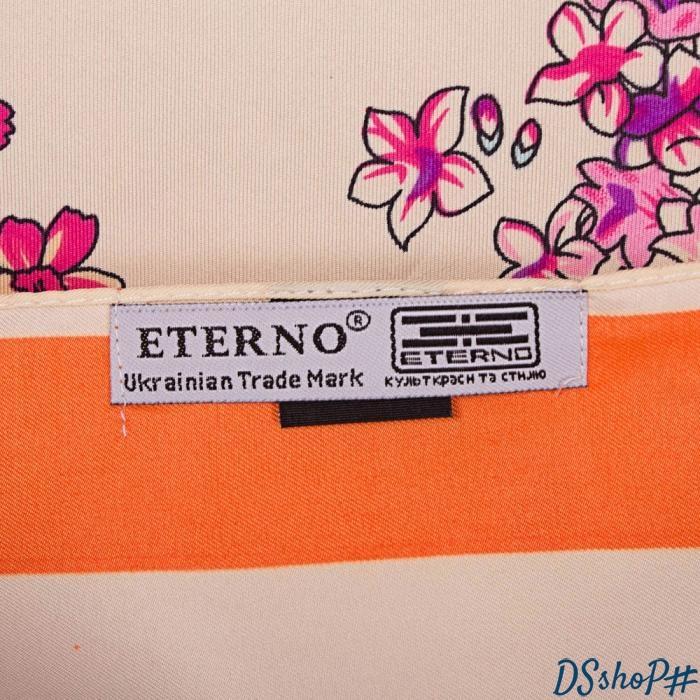 ETERNO®
Ukrainian Trade Mark
ETERNO
КУЛЬТ КРАСИ ТА СТИЛЮ
DSshoP#